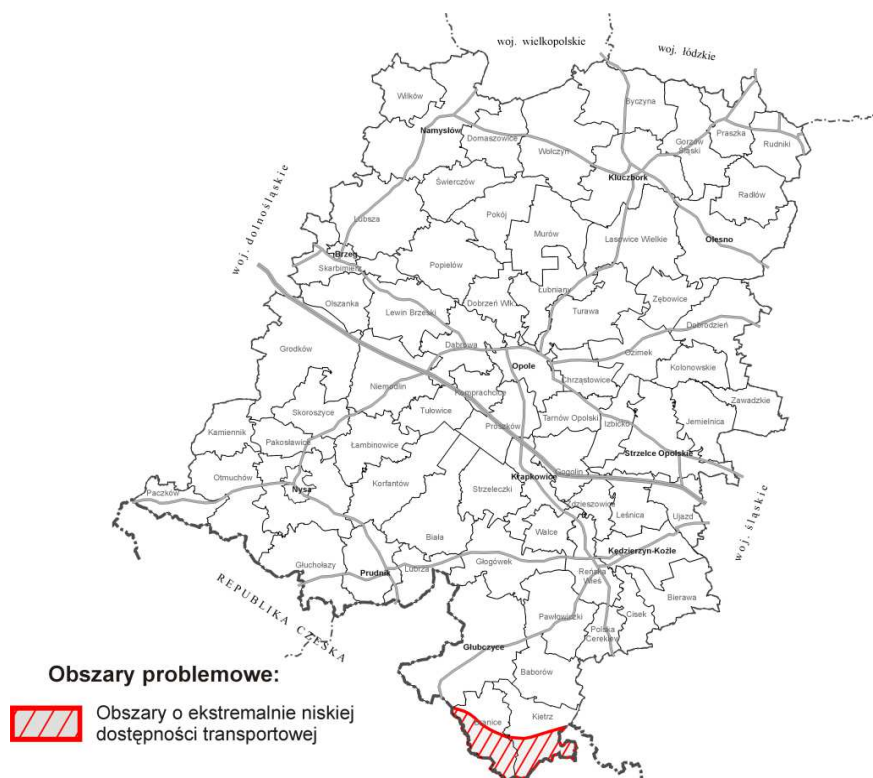 woj. wielkopolskie
woj. łódzkie
Wilków
Byczyna
Namysłów
Domaszowice
Wołczyn
Gorzów
Śląski
Praszka
Rudniki
Kluczbork
Świerczów
Radłów
woj. dolnośląskie
Lubsza
Pokój
Murów
Lasowice Wielkie
Olesno
Brzeg
Skarbimierz
Popielów
Olszanka
Lewin Brzeski
Dobrzeń Wlk.
Łubniany
Turawa
Zębowice
Dobrodzień
Grodków
Dąbrowa
Opole
Ozimek
Kolonowskie
Niemodlin
Komprachcice
Chrząstowice
Zawadzkie
Skoroszyce
Tułowice
Prószków
Tarnów Opolski
Izbicko
Jemielnica
Kamiennik
Pakosławice
Łambinowice
Strzelce Opolskie
Otmuchów
Korfantów
Strzeleczki
Krapkowice
Gogolin
Paczków
Nysa
Zdzieszowice
Leśnica
Ujazd
woj. śląskie
Biała
Walce
Kędzierzyn-Koźle
Głuchołazy
Prudnik
Lubrza
Głogówek
Reńska
Wieś
Bierawa
REPUBLIKA CZESKA
Pawłowiczki
Polska
Cerekiew
Cisek
Głubczyce
Baborów
Kietrz
Branice
Obszary problemowe:
Obszary o ekstremalnie niskiej
dostępności transportowej